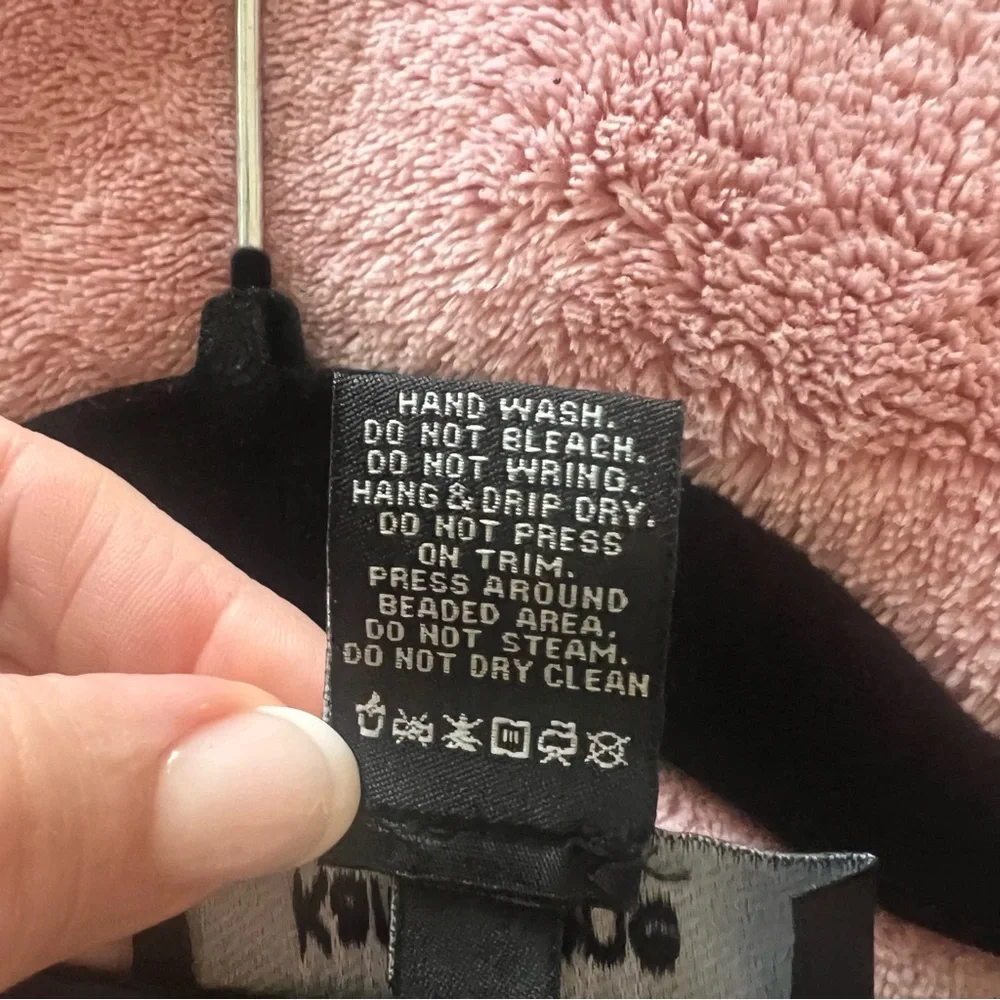 HAND WASH.
DO NOT BLEACH.
DO NOT WRING.
HANG & DRIP DRY.
DO NOT PRESS
ON TRIM.
PRESS AROUND
BEADED AREA.
DO NOT STEAM.
DO NOT DRY CLEAN